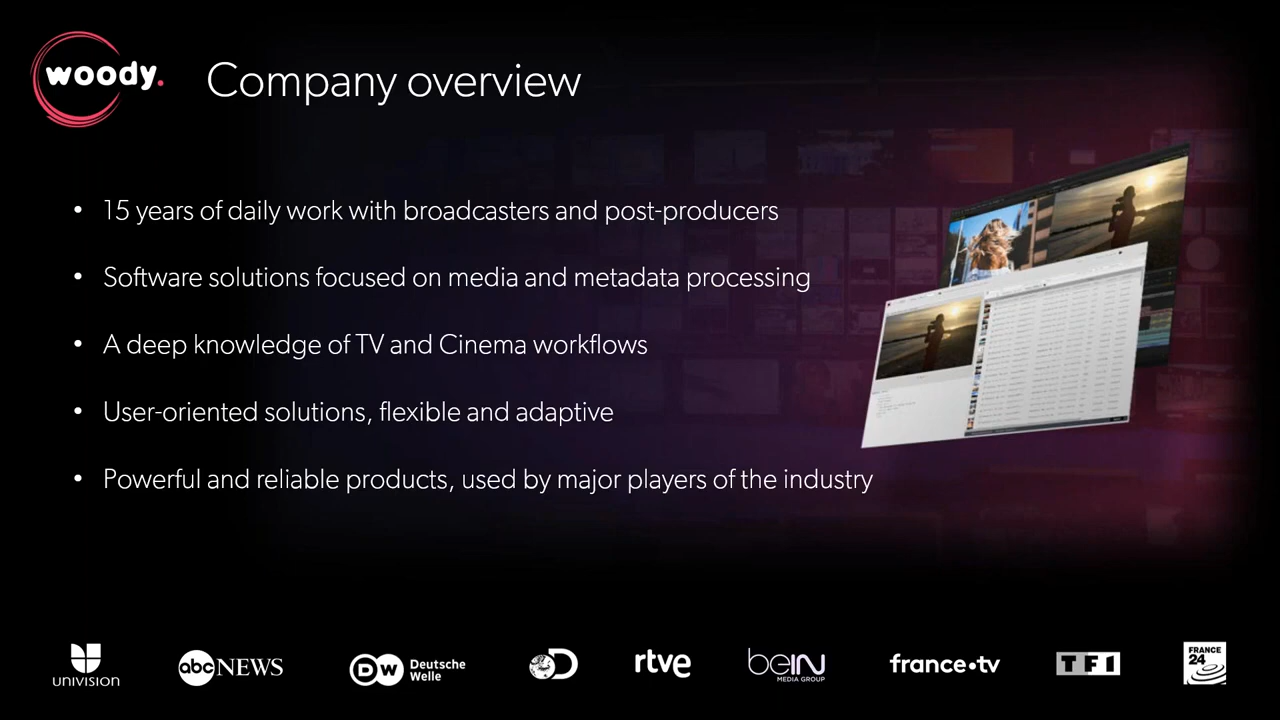 woody.
Company overview
• 15 years of daily work with broadcasters and post-producers
• Software solutions focused on media and metadata processing
• A deep knowledge of TV and Cinema workflows
• User-oriented solutions, flexible and adaptive
• Powerful and reliable products, used by major players of the industry
UNIVISION
abc NEWS
DW Deutsche Welle
D
rtve
beIN MEDIA GROUP
france•tv
TF1
FRANCE 24